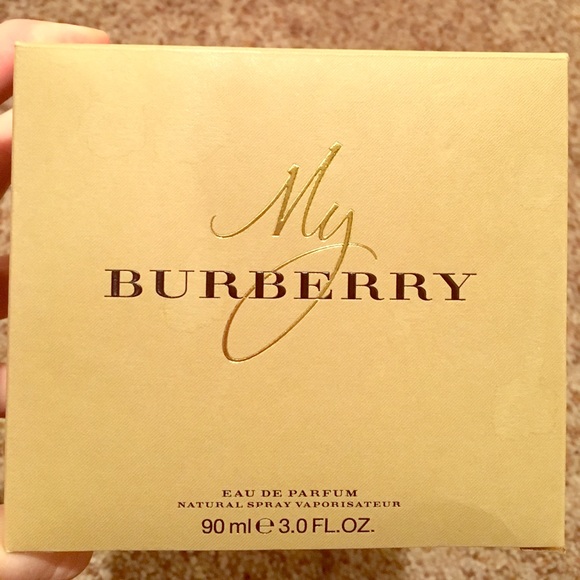 My
BURBERRY
EAU DE PARFUM
NATURAL SPRAY VAPORISATEUR
90 ml ℮ 3.0 FL.OZ.